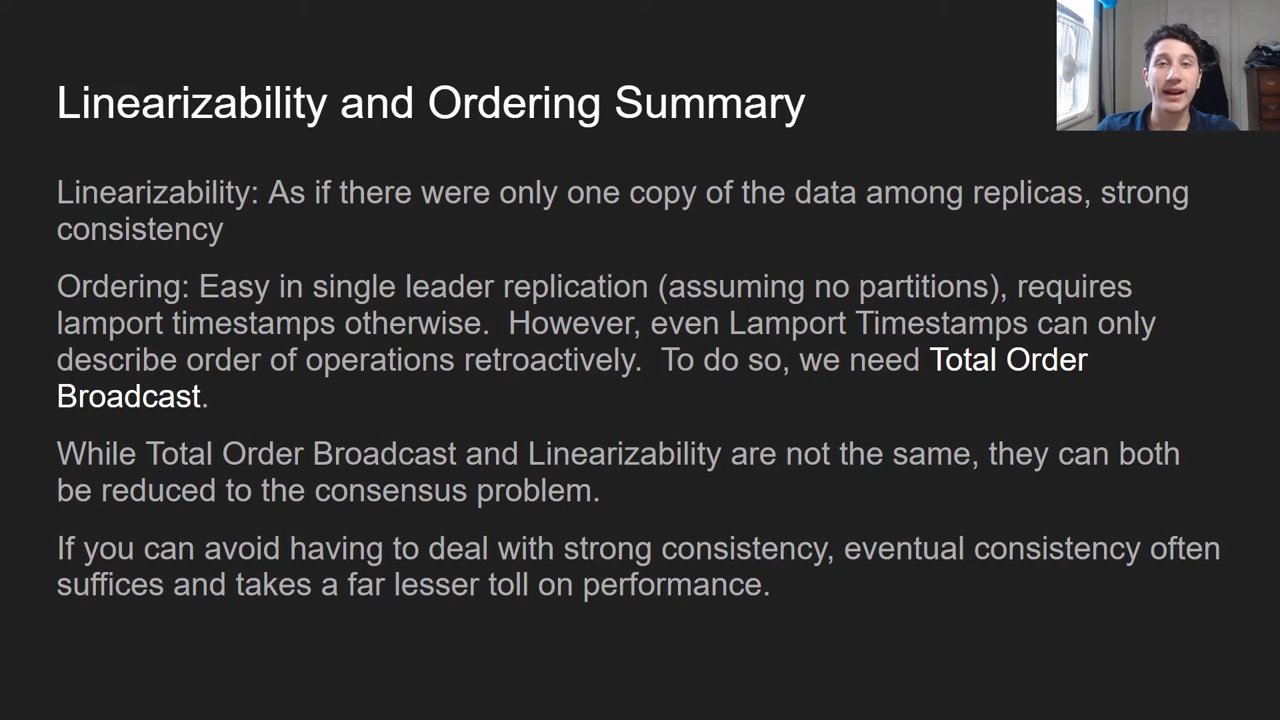 Linearizability and Ordering Summary
Linearizability: As if there were only one copy of the data among replicas, strong
consistency
Ordering: Easy in single leader replication (assuming no partitions), requires
lamport timestamps otherwise.  However, even Lamport Timestamps can only
describe order of operations retroactively.  To do so, we need Total Order
Broadcast.
While Total Order Broadcast and Linearizability are not the same, they can both
be reduced to the consensus problem.
If you can avoid having to deal with strong consistency, eventual consistency often
suffices and takes a far lesser toll on performance.